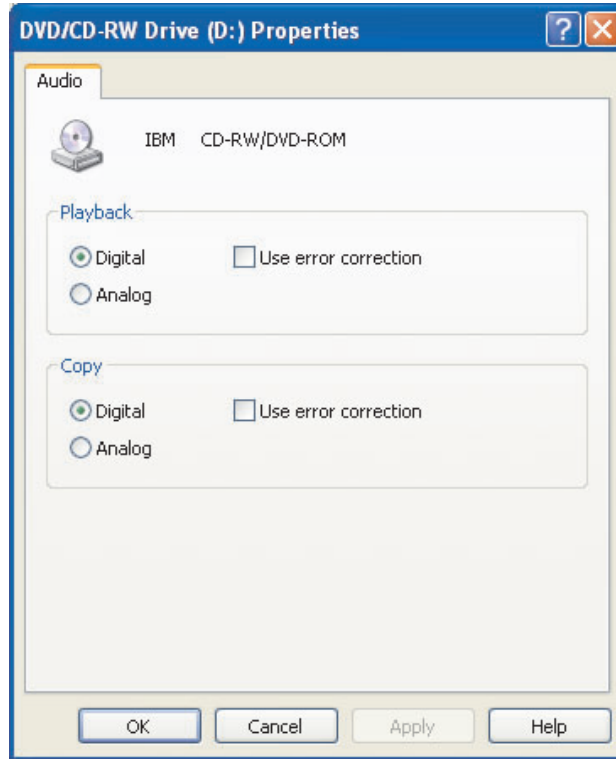 DVD/CD-RW Drive (D:) Properties
Audio
IBM CD-RW/DVD-ROM
Playback
Digital Use error correction
Analog
Copy
Digital Use error correction
Analog
OK Cancel Apply Help